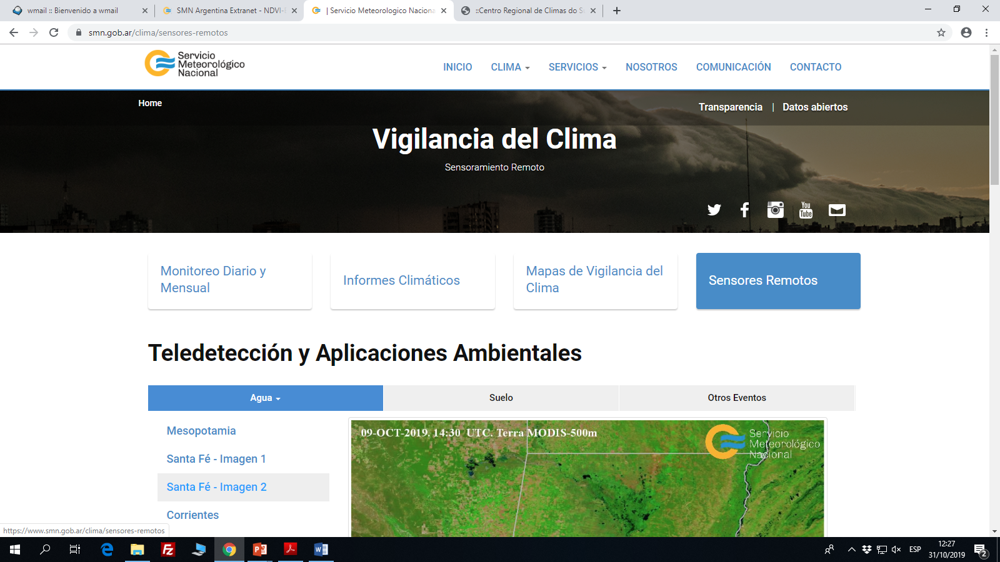 wmail :: Bienvenido a wmail
SMN Argentina Extranet - NDVI-E
| Servicio Meteorologico Naciona
::Centro Regional de Climas do S
smn.gob.ar/clima/sensores-remotos
Servicio
Meteorológico
Nacional
INICIO
CLIMA
SERVICIOS
NOSOTROS
COMUNICACIÓN
CONTACTO
Home
Transparencia | Datos abiertos
Vigilancia del Clima
Sensoramiento Remoto
You
Tube
Monitoreo Diario y
Mensual
Informes Climáticos
Mapas de Vigilancia del
Clima
Sensores Remotos
Teledetección y Aplicaciones Ambientales
Agua
Suelo
Otros Eventos
Mesopotamia
Santa Fé - Imagen 1
Santa Fé - Imagen 2
Corrientes
09-OCT-2019. 14:30 UTC. Terra MODIS-500m
Servicio
Meteorológico
Nacional
https://www.smn.gob.ar/clima/sensores-remotos
ESP
12:27
31/10/2019
2